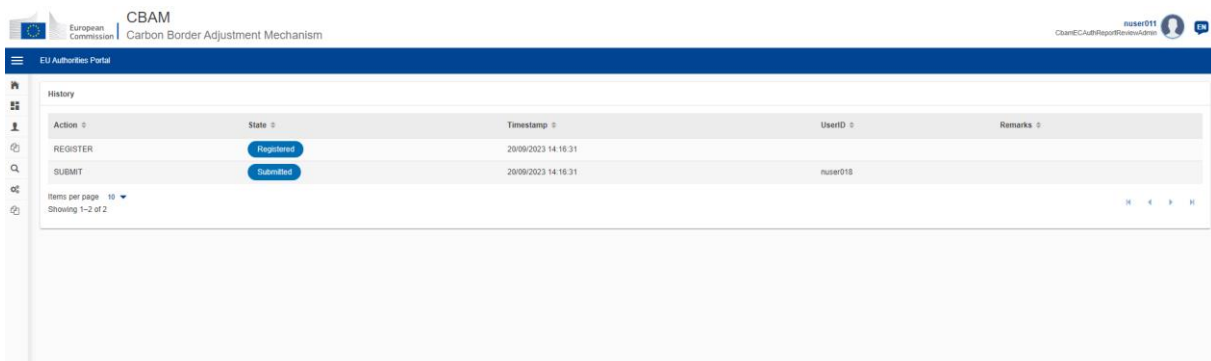 European
Commission
CBAM
Carbon Border Adjustment Mechanism
nuser011
CbamECAuthReportReviewAdmin
EN
EU Authorities Portal
History
Action State Timestamp UserID Remarks
REGISTER Registered 20/09/2023 14:16:31
SUBMIT Submitted 20/09/2023 14:16:31 nuser018
Items per page 10
Showing 1–2 of 2